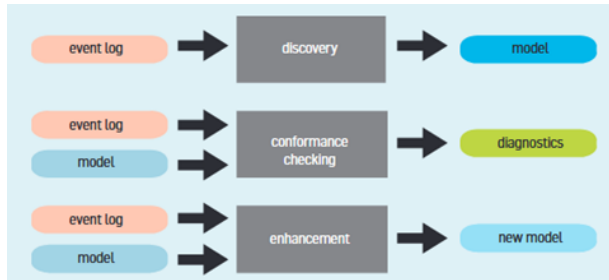 event log
discovery
model
event log
model
conformance
checking
diagnostics
event log
model
enhancement
new model